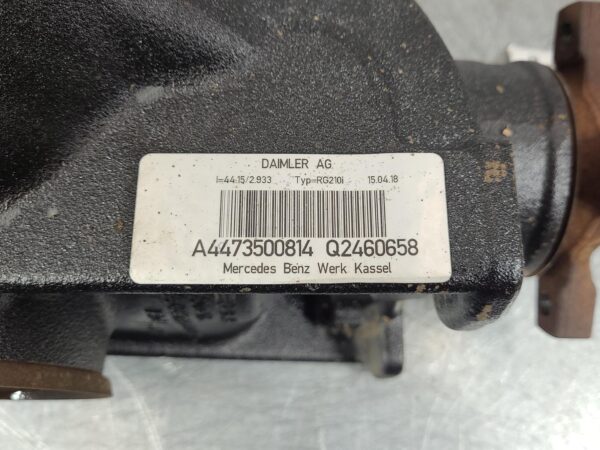 DAIMLER AG
i=44:15/2.933 Typ=RG210i 15.04.18
A4473500814 Q2460658
Mercedes Benz Werk Kassel